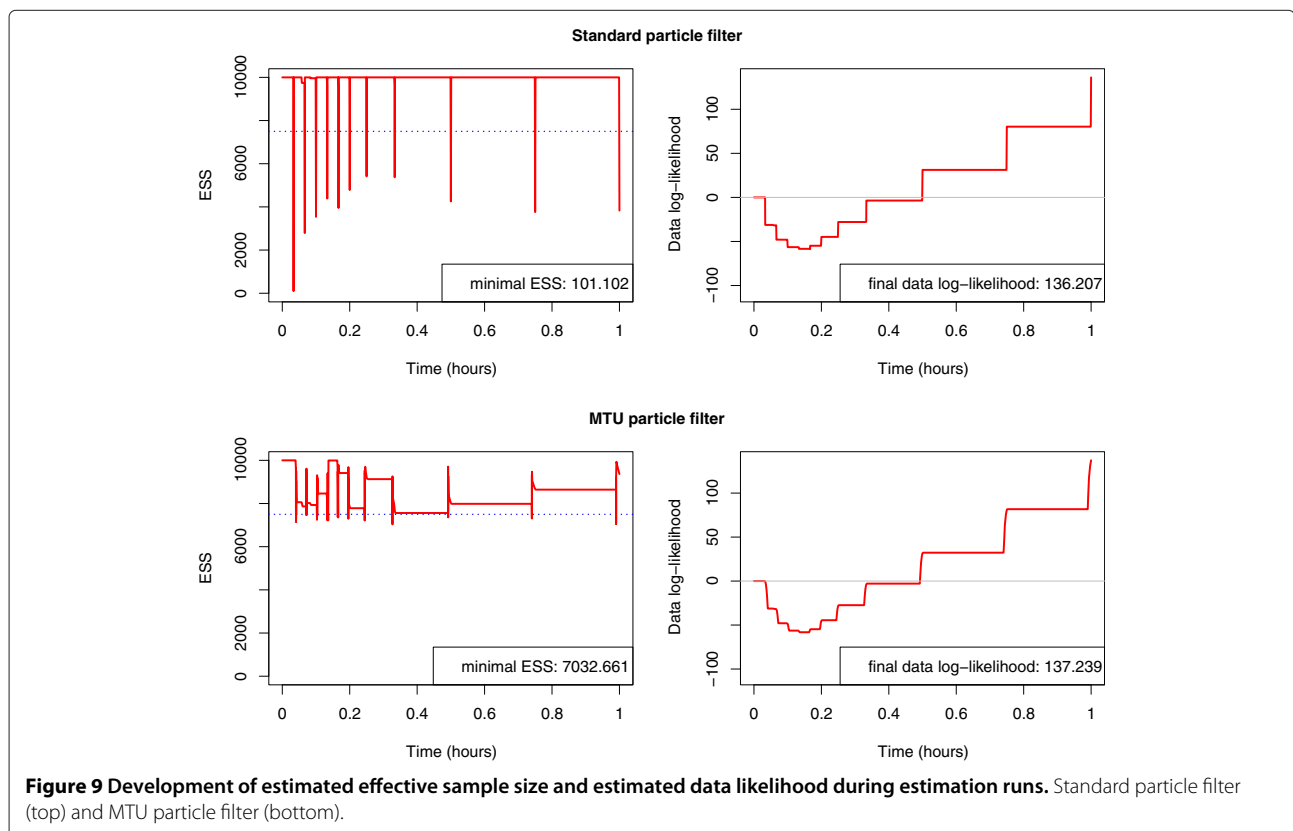 Standard particle filter
ESS
0
2000
4000
6000
10000
minimal ESS: 101.102
0 0.2 0.4 0.6 0.8 1
Time (hours)
Data log−likelihood
−100
0
50
100
final data log−likelihood: 136.207
0 0.2 0.4 0.6 0.8 1
Time (hours)
MTU particle filter
ESS
0
2000
4000
6000
10000
minimal ESS: 7032.661
0 0.2 0.4 0.6 0.8 1
Time (hours)
Data log−likelihood
−100
0
50
100
final data log−likelihood: 137.239
0 0.2 0.4 0.6 0.8 1
Time (hours)
Figure 9 Development of estimated effective sample size and estimated data likelihood during estimation runs. Standard particle filter
(top) and MTU particle filter (bottom).